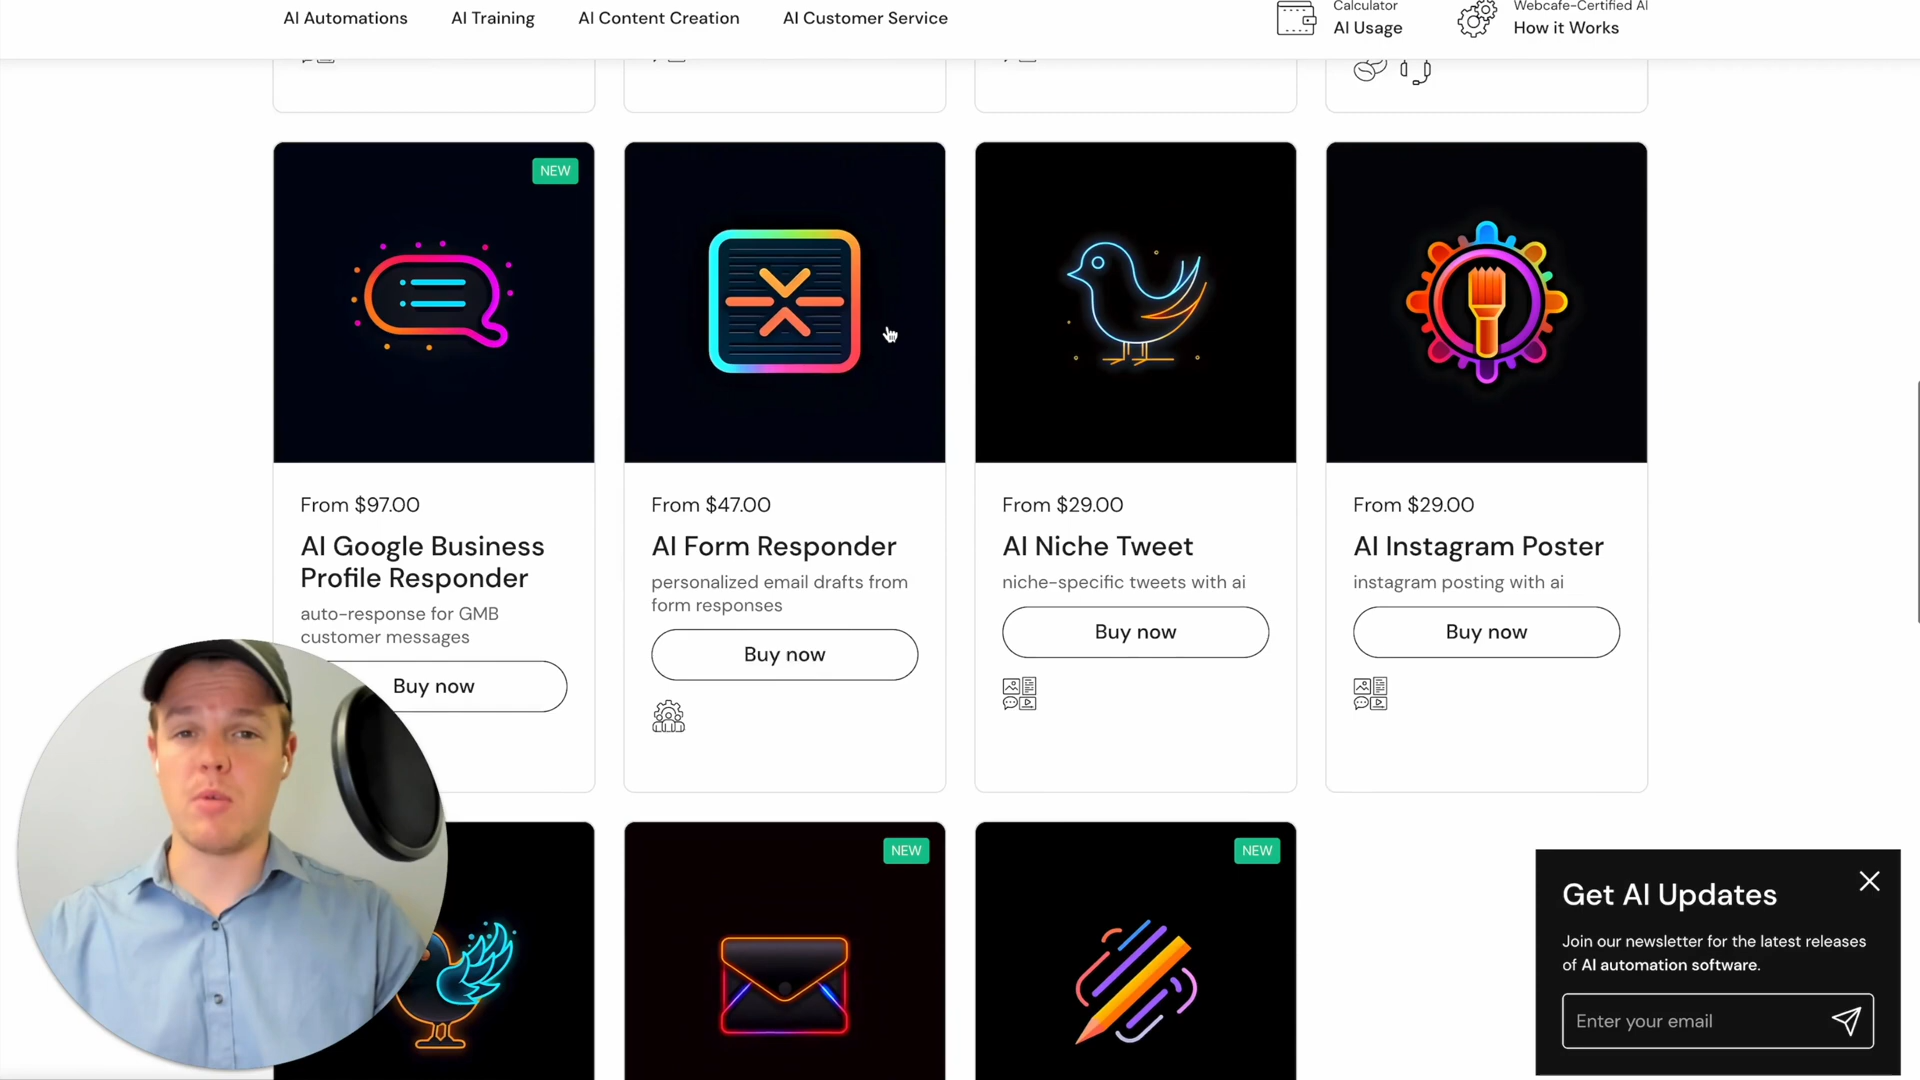 AI Automations
AI Training
AI Content Creation
AI Customer Service
Calculator
AI Usage
Webcafe-Certified AI
How it Works
NEW
From $97.00
AI Google Business
Profile Responder
auto-response for GMB
customer messages
Buy now
From $47.00
AI Form Responder
personalized email drafts from
form responses
Buy now
From $29.00
AI Niche Tweet
niche-specific tweets with ai
Buy now
From $29.00
AI Instagram Poster
instagram posting with ai
Buy now
NEW
NEW
Get AI Updates
Join our newsletter for the latest releases
of AI automation software.
Enter your email